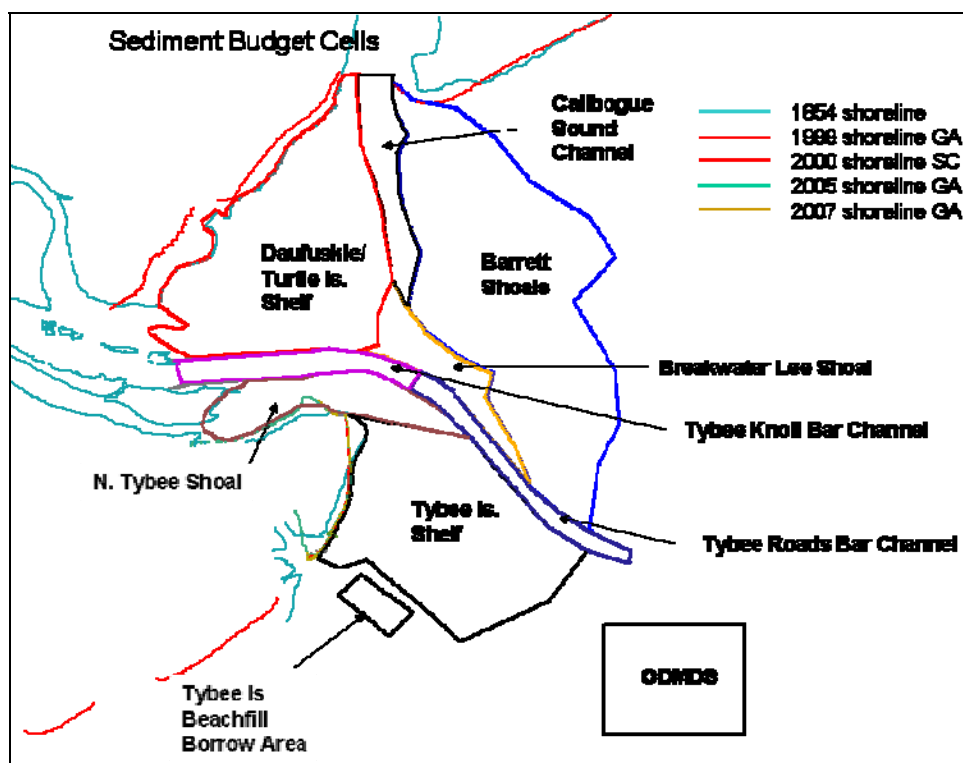 Sediment Budget Cells
Calibogue
Sound
Channel
1854 shoreline
1999 shoreline GA
2000 shoreline SC
2005 shoreline GA
2007 shoreline GA
Daufuskie/
Turtle Is.
Shelf
Barrett
Shoals
Breakwater Lee Shoal
Tybee Knoll Bar Channel
N. Tybee Shoal
Tybee Is.
Shelf
Tybee Roads Bar Channel
ODMDS
Tybee Is
Beachfill
Borrow Area